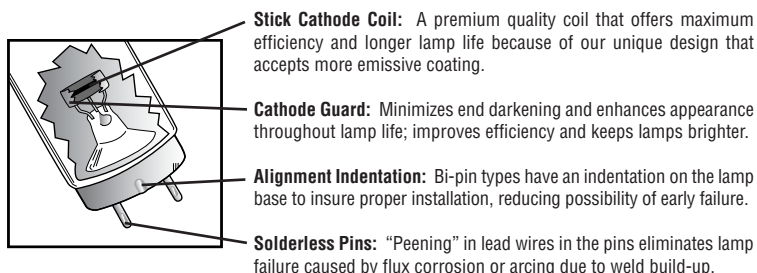 Stick Cathode Coil: A premium quality coil that offers maximum
efficiency and longer lamp life because of our unique design that
accepts more emissive coating.
Cathode Guard: Minimizes end darkening and enhances appearance
throughout lamp life; improves efficiency and keeps lamps brighter.
Alignment Indentation: Bi-pin types have an indentation on the lamp
base to insure proper installation, reducing possibility of early failure.
Solderless Pins: “Peening” in lead wires in the pins eliminates lamp
failure caused by flux corrosion or arcing due to weld build-up.